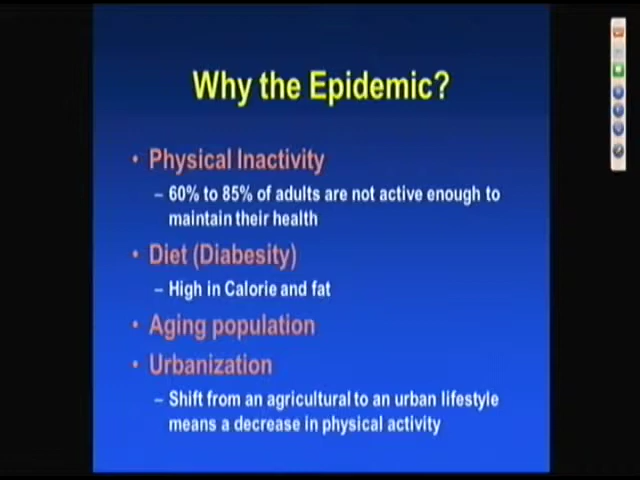 Why the Epidemic?
• Physical Inactivity
– 60% to 85% of adults are not active enough to
maintain their health
• Diet (Diabesity)
– High in Calorie and fat
• Aging population
• Urbanization
– Shift from an agricultural to an urban lifestyle
means a decrease in physical activity